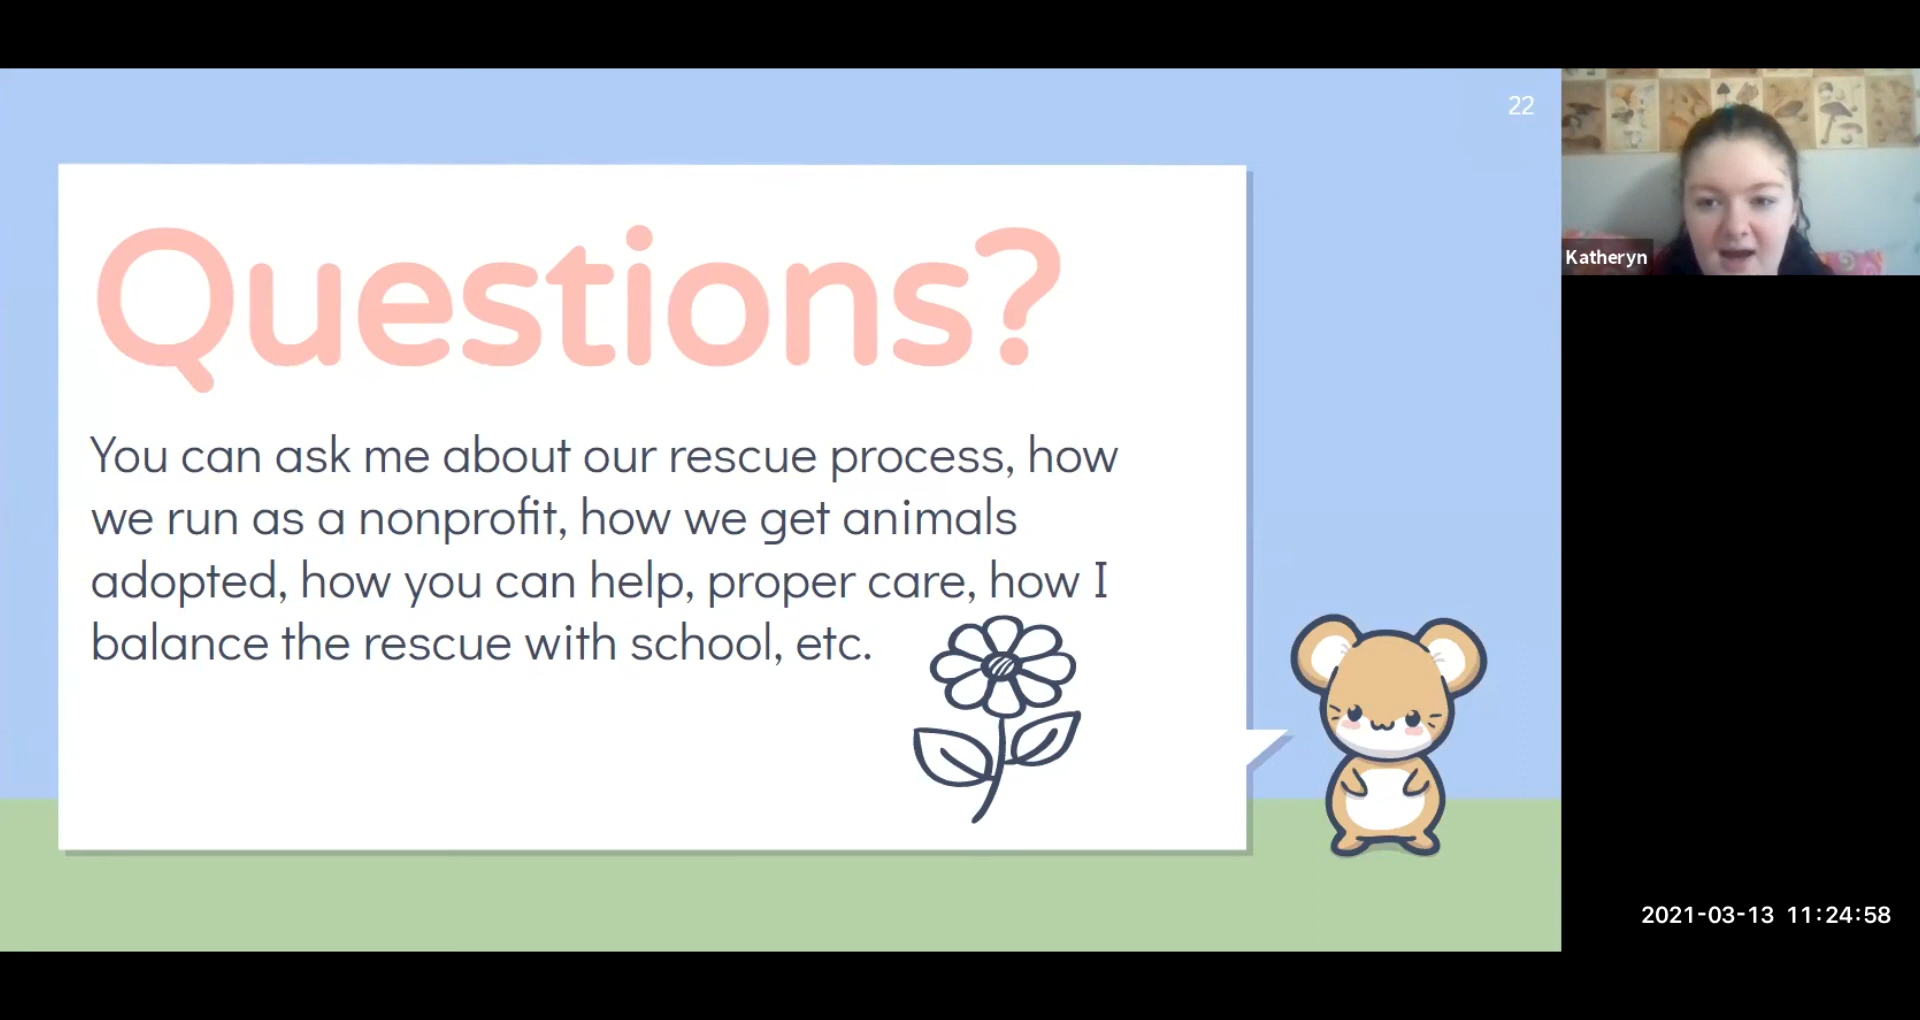 22
Questions?
You can ask me about our rescue process, how
we run as a nonprofit, how we get animals
adopted, how you can help, proper care, how I
balance the rescue with school, etc.
Katheryn
2021-03-13 11:24:58